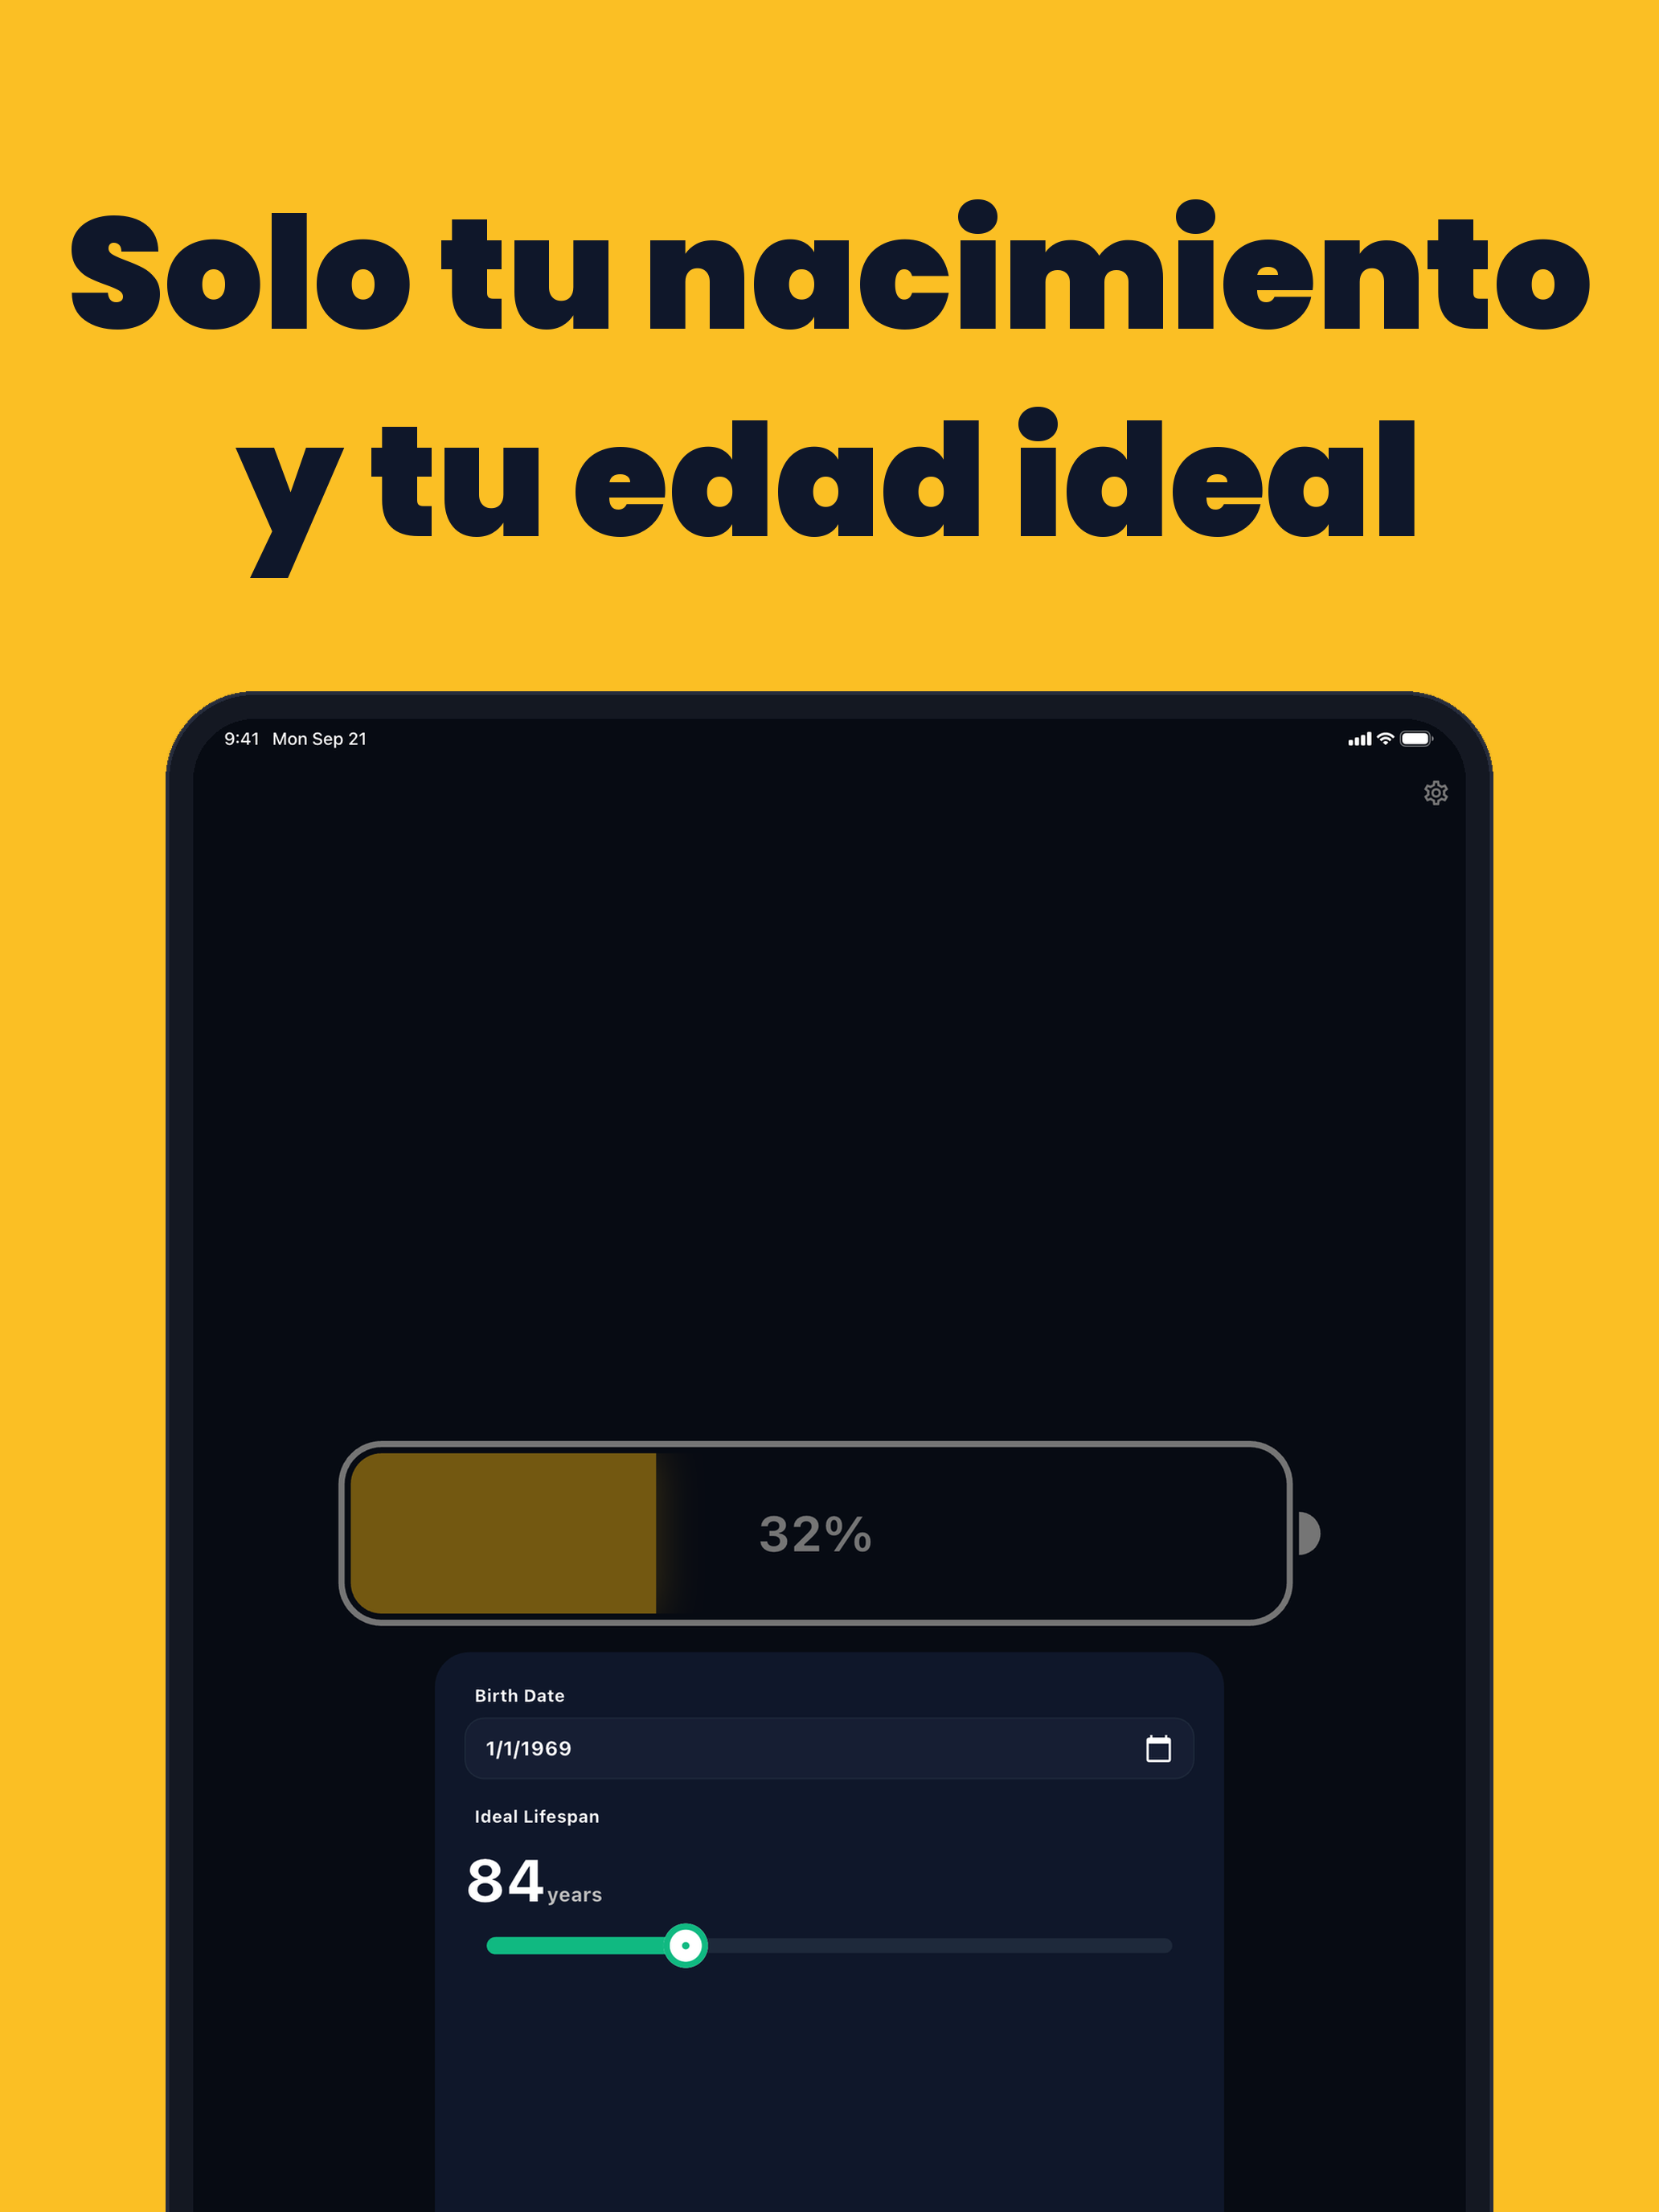 Solo tu nacimiento
y tu edad ideal
9:41 Mon Sep 21
32%
Birth Date
1/1/1969
Ideal Lifespan
84 years